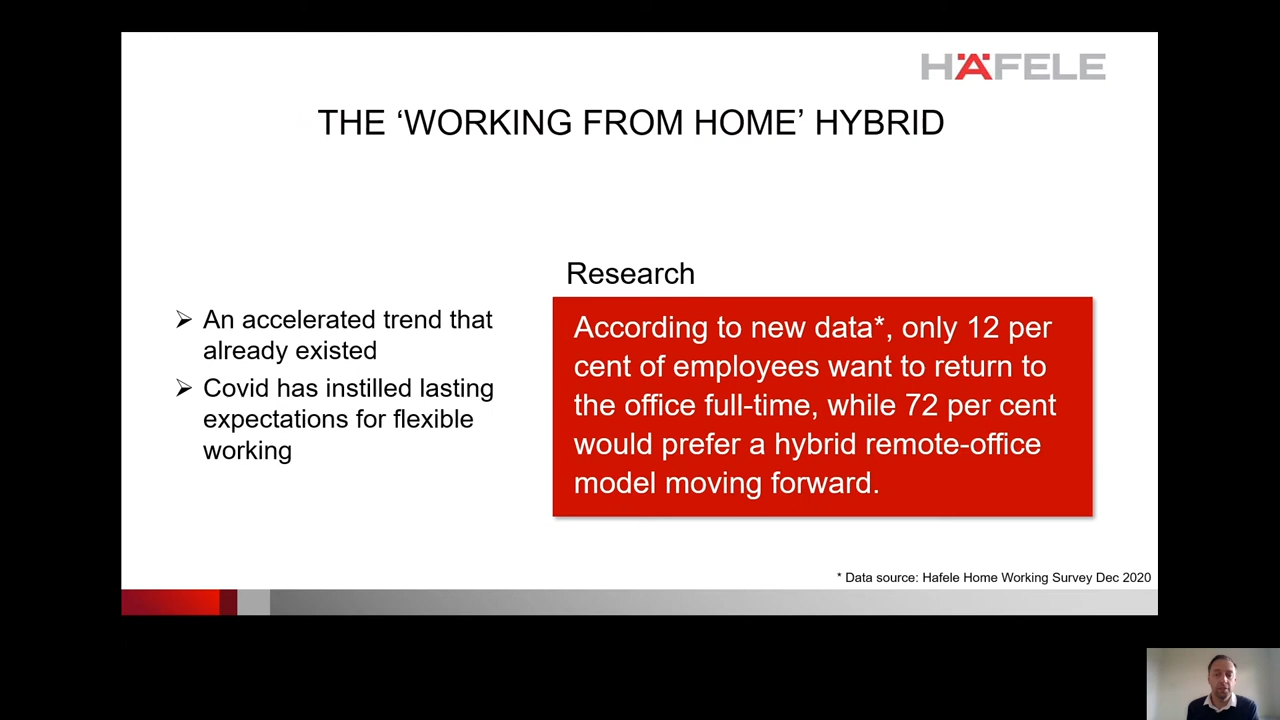 HÄFELE
THE ‘WORKING FROM HOME’ HYBRID
➢ An accelerated trend that
already existed
➢ Covid has instilled lasting
expectations for flexible
working
Research
According to new data*, only 12 per
cent of employees want to return to
the office full-time, while 72 per cent
would prefer a hybrid remote-office
model moving forward.
* Data source: Hafele Home Working Survey Dec 2020